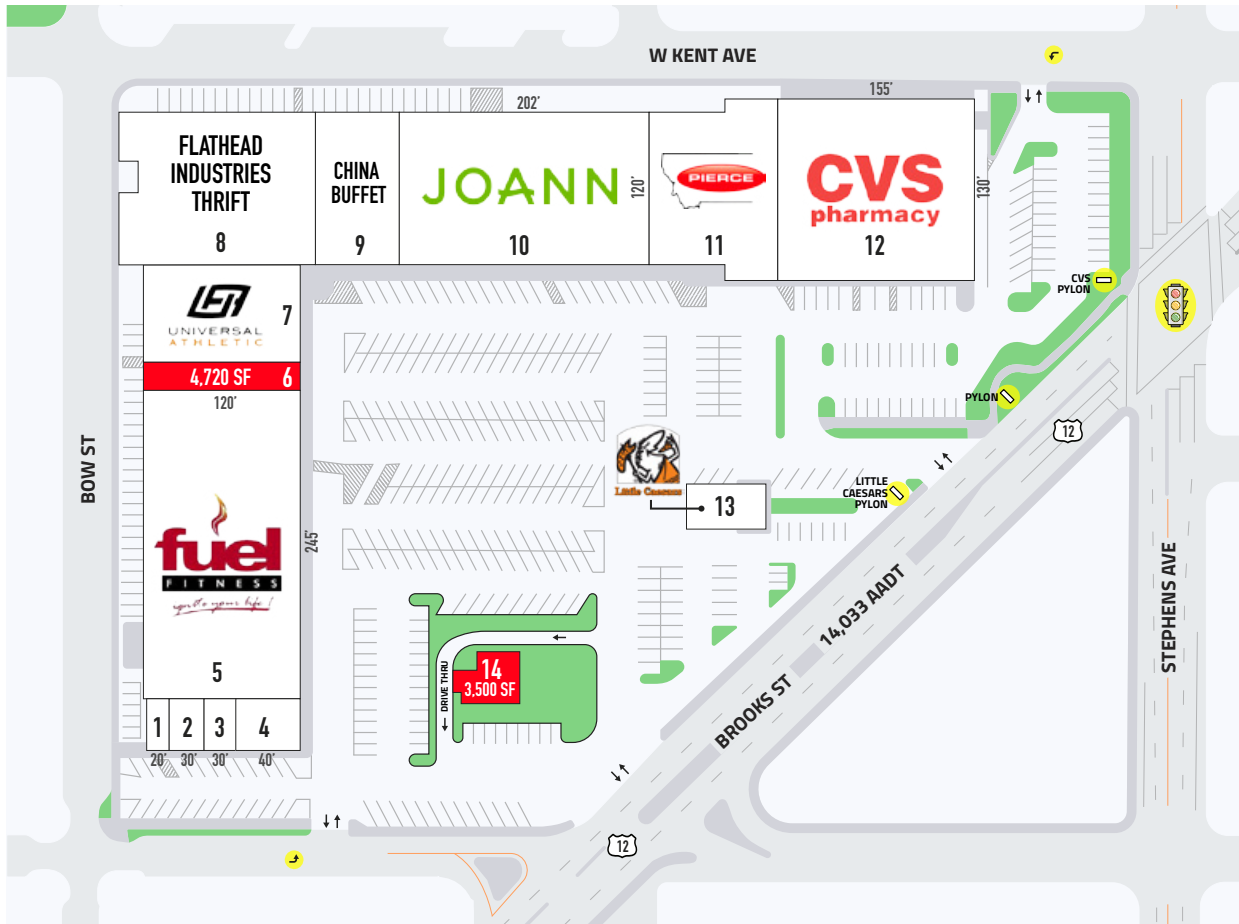 W KENT AVE
155'
202'
FLATHEAD
INDUSTRIES
THRIFT
8
CHINA
BUFFET
9
JOANN
120'
10
PIERCE
11
CVS
pharmacy
12
130'
CVS
PYLON
UNIVERSAL
ATHLETIC
7
4,720 SF
6
120'
PYLON
12
BOW ST
Little Caesars
13
LITTLE
CAESARS
PYLON
fuel
FITNESS
245'
5
14,033 AADT
STEPHENS AVE
DRIVE THRU
14
3,500 SF
BROOKS ST
1
2
3
4
20'
30'
30'
40'
12